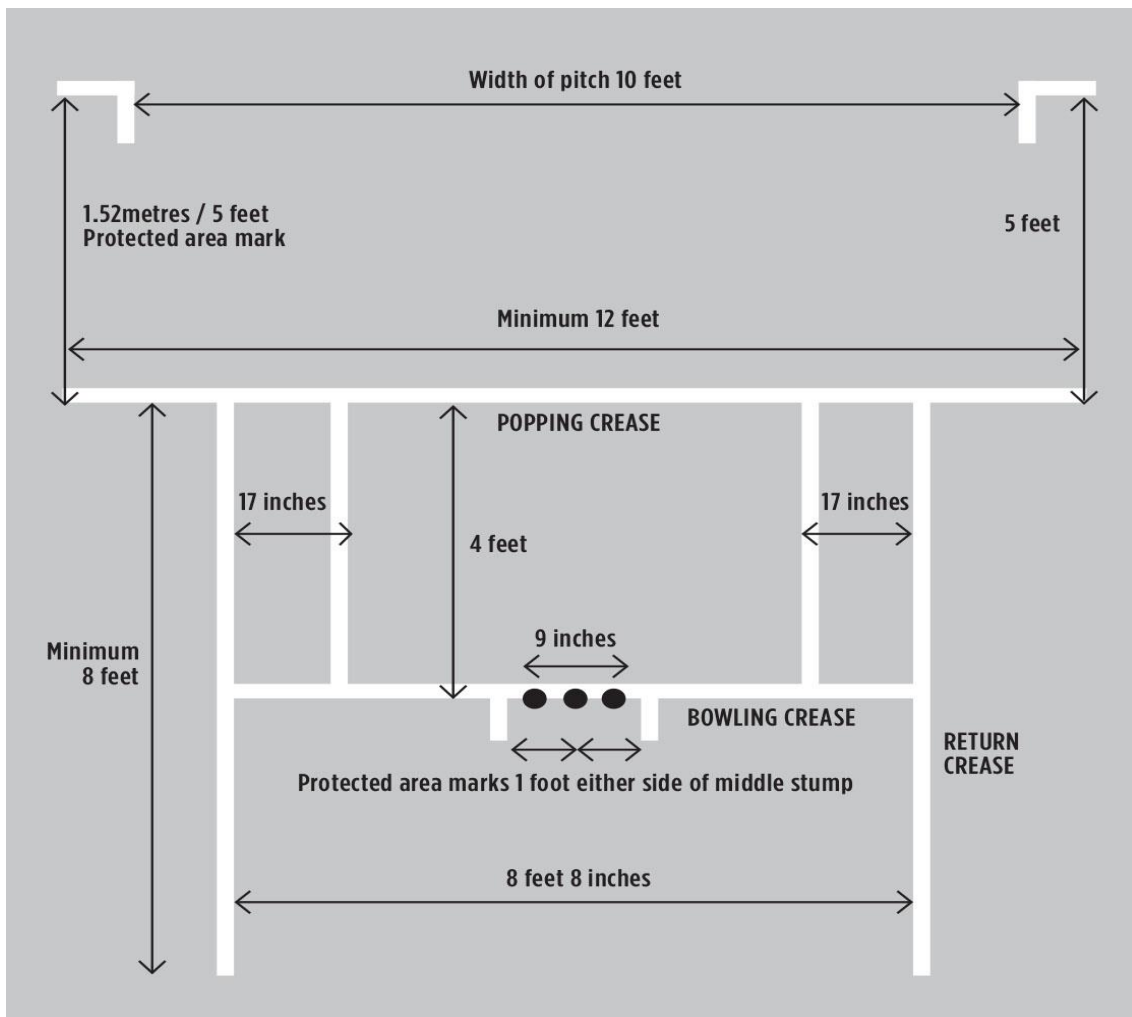 Width of pitch 10 feet
1.52metres / 5 feet
Protected area mark
5 feet
Minimum 12 feet
POPPING CREASE
17 inches
17 inches
4 feet
9 inches
Minimum
8 feet
BOWLING CREASE
RETURN
CREASE
Protected area marks 1 foot either side of middle stump
8 feet 8 inches